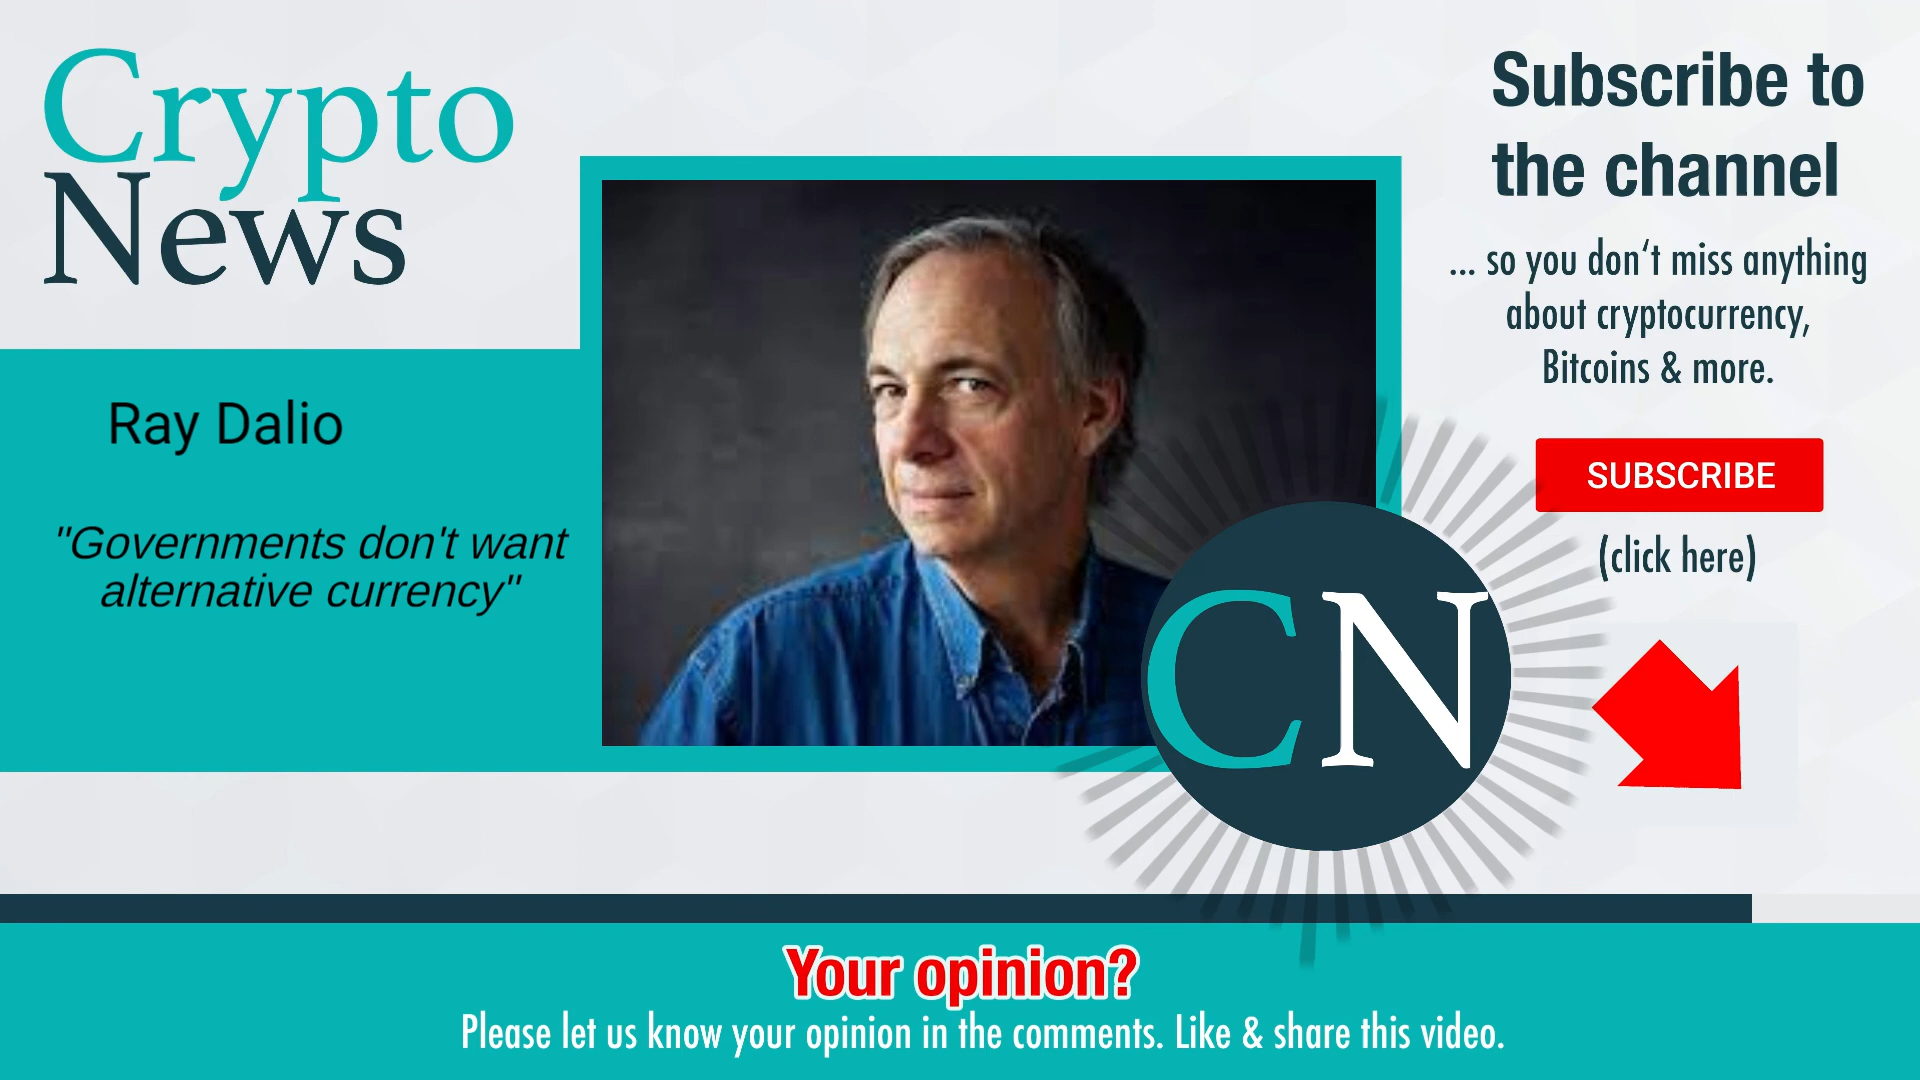 Crypto
News
Ray Dalio
"Governments don't want
alternative currency"
CN
Subscribe to
the channel
... so you don‘t miss anything
about cryptocurrency,
Bitcoins & more.
SUBSCRIBE
(click here)
Your opinion?
Please let us know your opinion in the comments. Like & share this video.